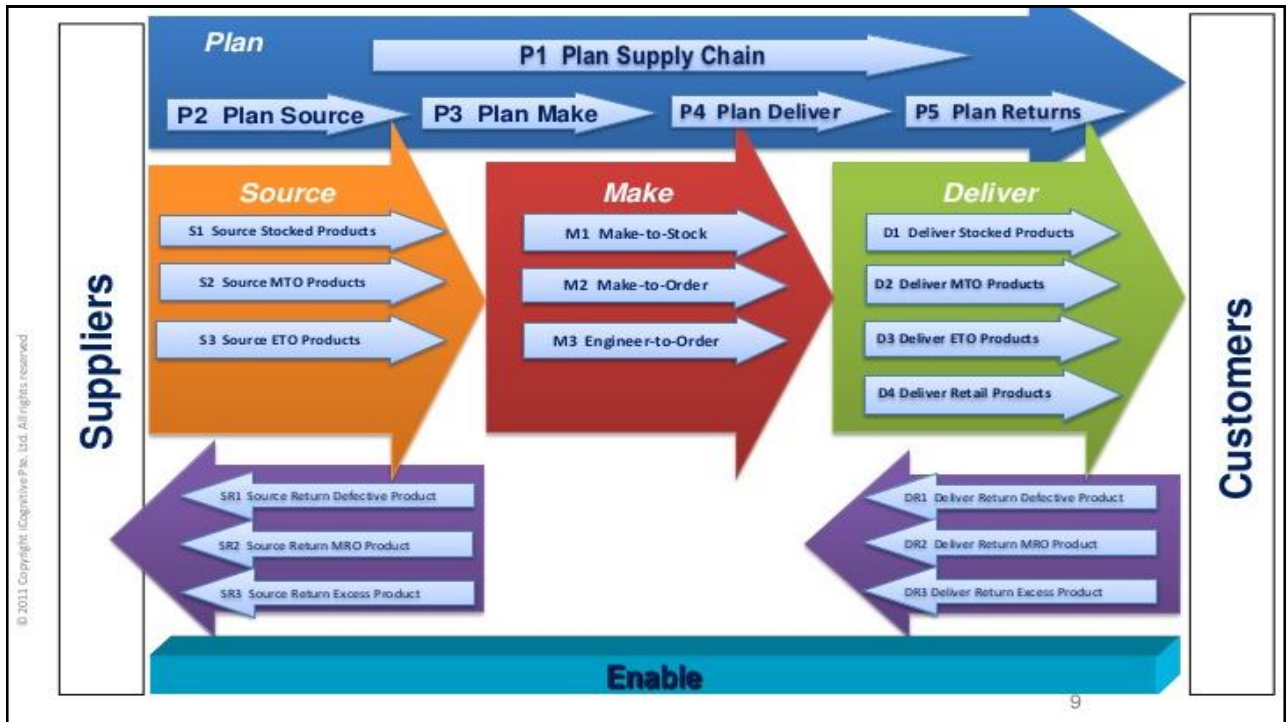 Plan
P1 Plan Supply Chain
P2 Plan Source
P3 Plan Make
P4 Plan Deliver
P5 Plan Returns
Suppliers
Source
S1 Source Stocked Products
S2 Source MTO Products
S3 Source ETO Products
Make
M1 Make-to-Stock
M2 Make-to-Order
M3 Engineer-to-Order
Deliver
D1 Deliver Stocked Products
D2 Deliver MTO Products
D3 Deliver ETO Products
D4 Deliver Retail Products
Customers
SR1 Source Return Defective Product
SR2 Source Return MRO Product
SR3 Source Return Excess Product
DR1 Deliver Return Defective Product
DR2 Deliver Return MRO Product
DR3 Deliver Return Excess Product
Enable
© 2011 Copyright iCognitive Pte. Ltd. All rights reserved
9